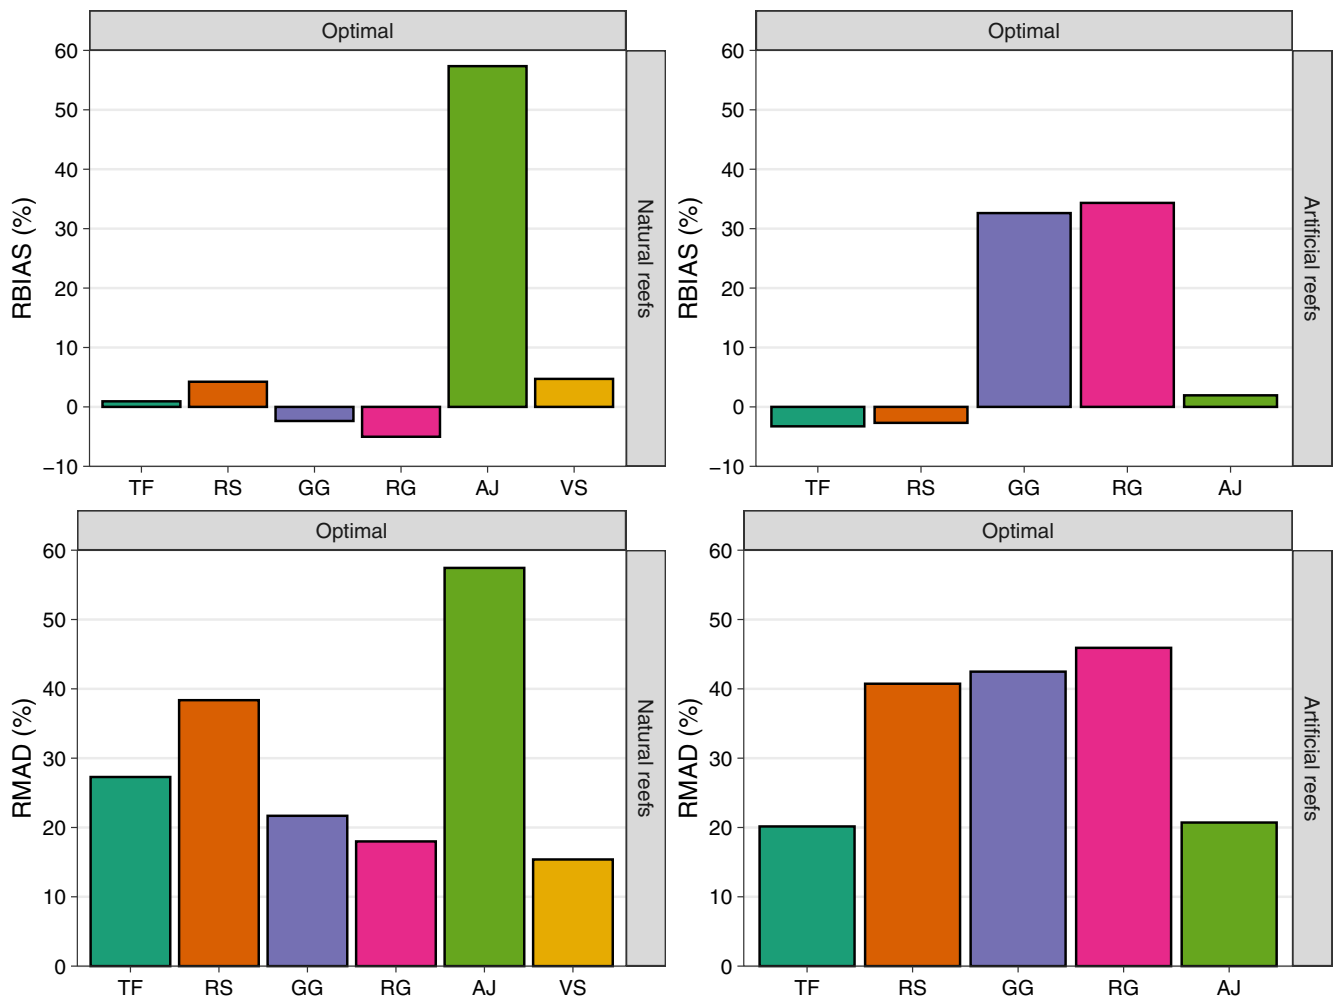 Optimal
RBIAS (%)
60
50
40
30
20
10
0
−10
TF RS GG RG AJ VS
Natural reefs
Optimal
RBIAS (%)
60
50
40
30
20
10
0
−10
TF RS GG RG AJ
Artificial reefs
Optimal
RMAD (%)
60
50
40
30
20
10
0
TF RS GG RG AJ VS
Natural reefs
Optimal
RMAD (%)
60
50
40
30
20
10
0
TF RS GG RG AJ
Artificial reefs